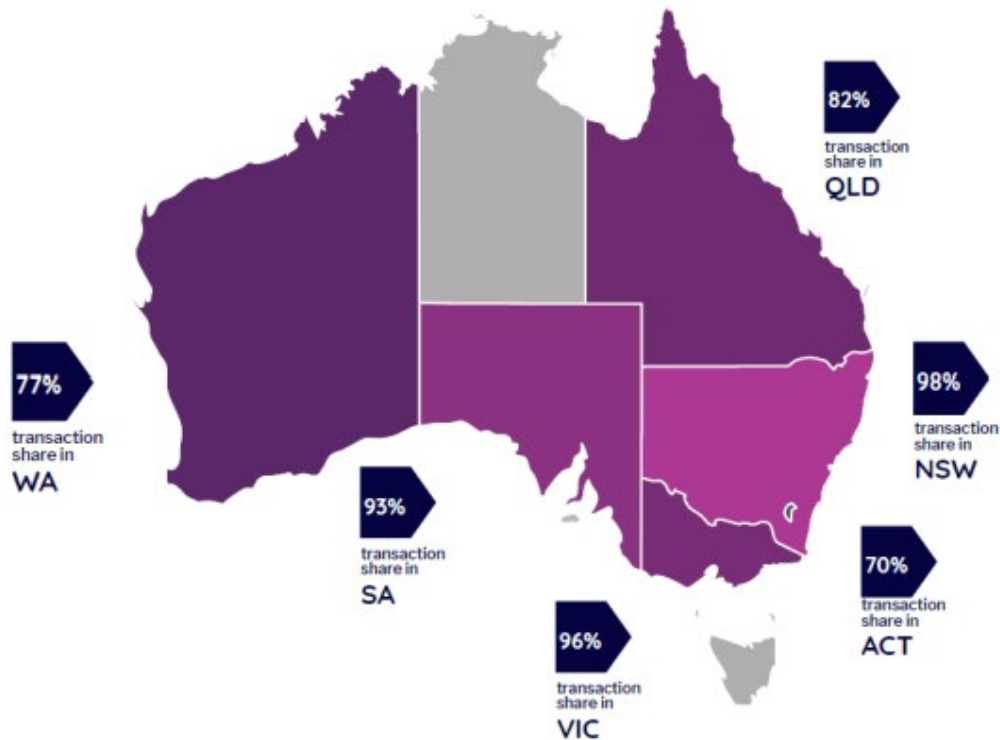 82%
transaction
share in
QLD
77%
transaction
share in
WA
98%
transaction
share in
NSW
93%
transaction
share in
SA
70%
transaction
share in
ACT
96%
transaction
share in
VIC